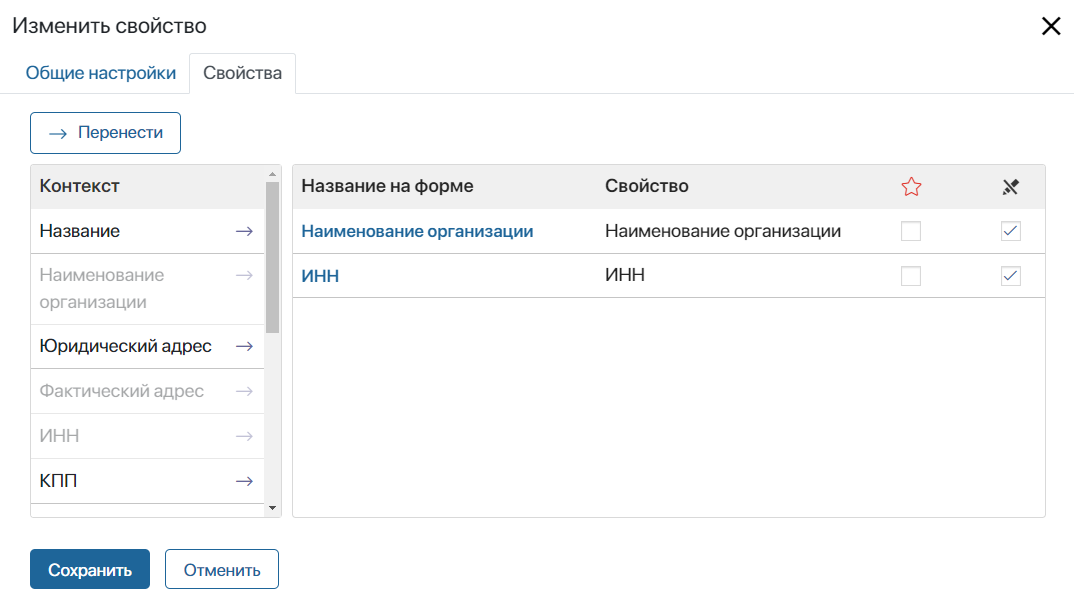 Изменить свойство
Общие настройки
Свойства
Перенести
Контекст
Название
Наименование
организации
Юридический адрес
Фактический адрес
ИНН
КПП
Название на форме Свойство
Наименование организации Наименование организации
ИНН ИНН
Сохранить
Отменить